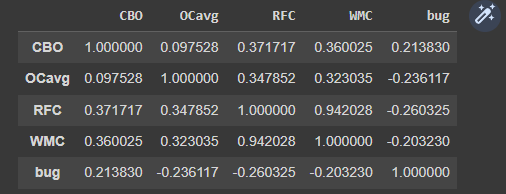 CBO OCavg RFC WMC bug
CBO 1.000000 0.097528 0.371717 0.360025 0.213830
OCavg 0.097528 1.000000 0.347852 0.323035 -0.236117
RFC 0.371717 0.347852 1.000000 0.942028 -0.260325
WMC 0.360025 0.323035 0.942028 1.000000 -0.203230
bug 0.213830 -0.236117 -0.260325 -0.203230 1.000000